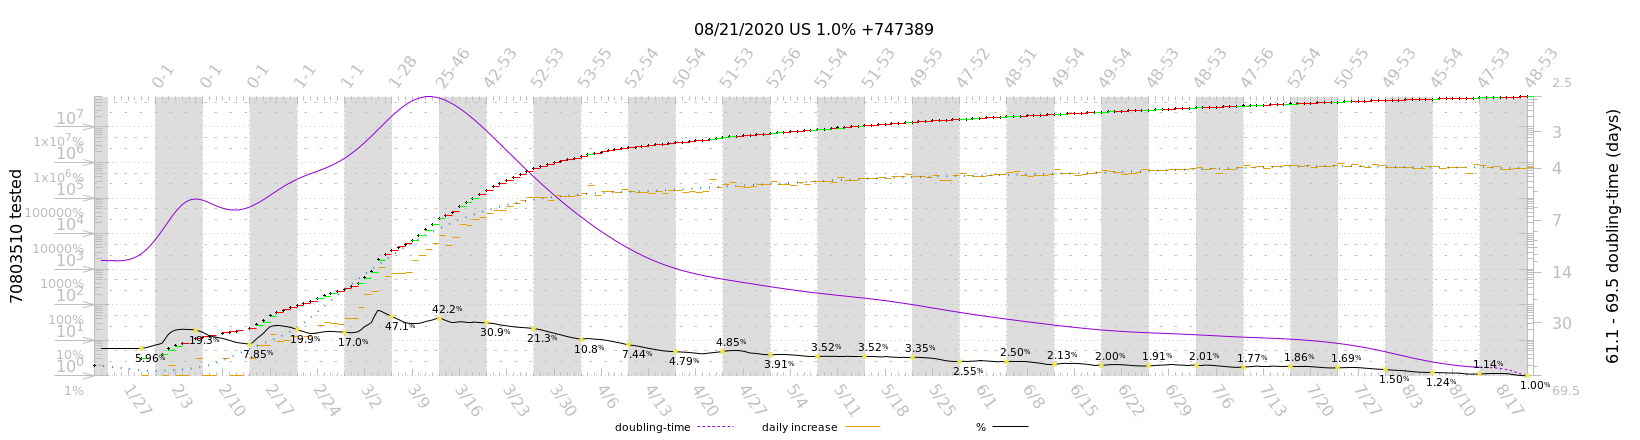 08/21/2020 US 1.0% +747389
0-1 0-1 0-1 1-1 1-1 1-28 25-46 42-53 52-53 53-55 52-54 50-54 51-53 52-56 51-54 51-53 49-55 47-52 48-51 49-54 49-54 48-53 48-53 47-56 52-54 50-55 49-53 45-54 47-53 48-53
70803510 tested
10⁷
1x10⁷%
10⁶
1x10⁶%
10⁵
100000%
10⁴
10000%
10³
1000%
10²
100%
10¹
10%
10⁰
1%
5.96% 19.3% 7.85% 19.9% 17.0% 47.1% 42.2% 30.9% 21.3% 10.8% 7.44% 4.79% 4.85% 3.91% 3.52% 3.52% 3.35% 2.55% 2.50% 2.13% 2.00% 1.91% 2.01% 1.77% 1.86% 1.69% 1.50% 1.24% 1.14% 1.00%
2.5
3
4
7
14
30
69.5
61.1 - 69.5 doubling-time (days)
1/27 2/3 2/10 2/17 2/24 3/2 3/9 3/16 3/23 3/30 4/6 4/13 4/20 4/27 5/4 5/11 5/18 5/25 6/1 6/8 6/15 6/22 6/29 7/6 7/13 7/20 7/27 8/3 8/10 8/17
doubling-time daily increase %